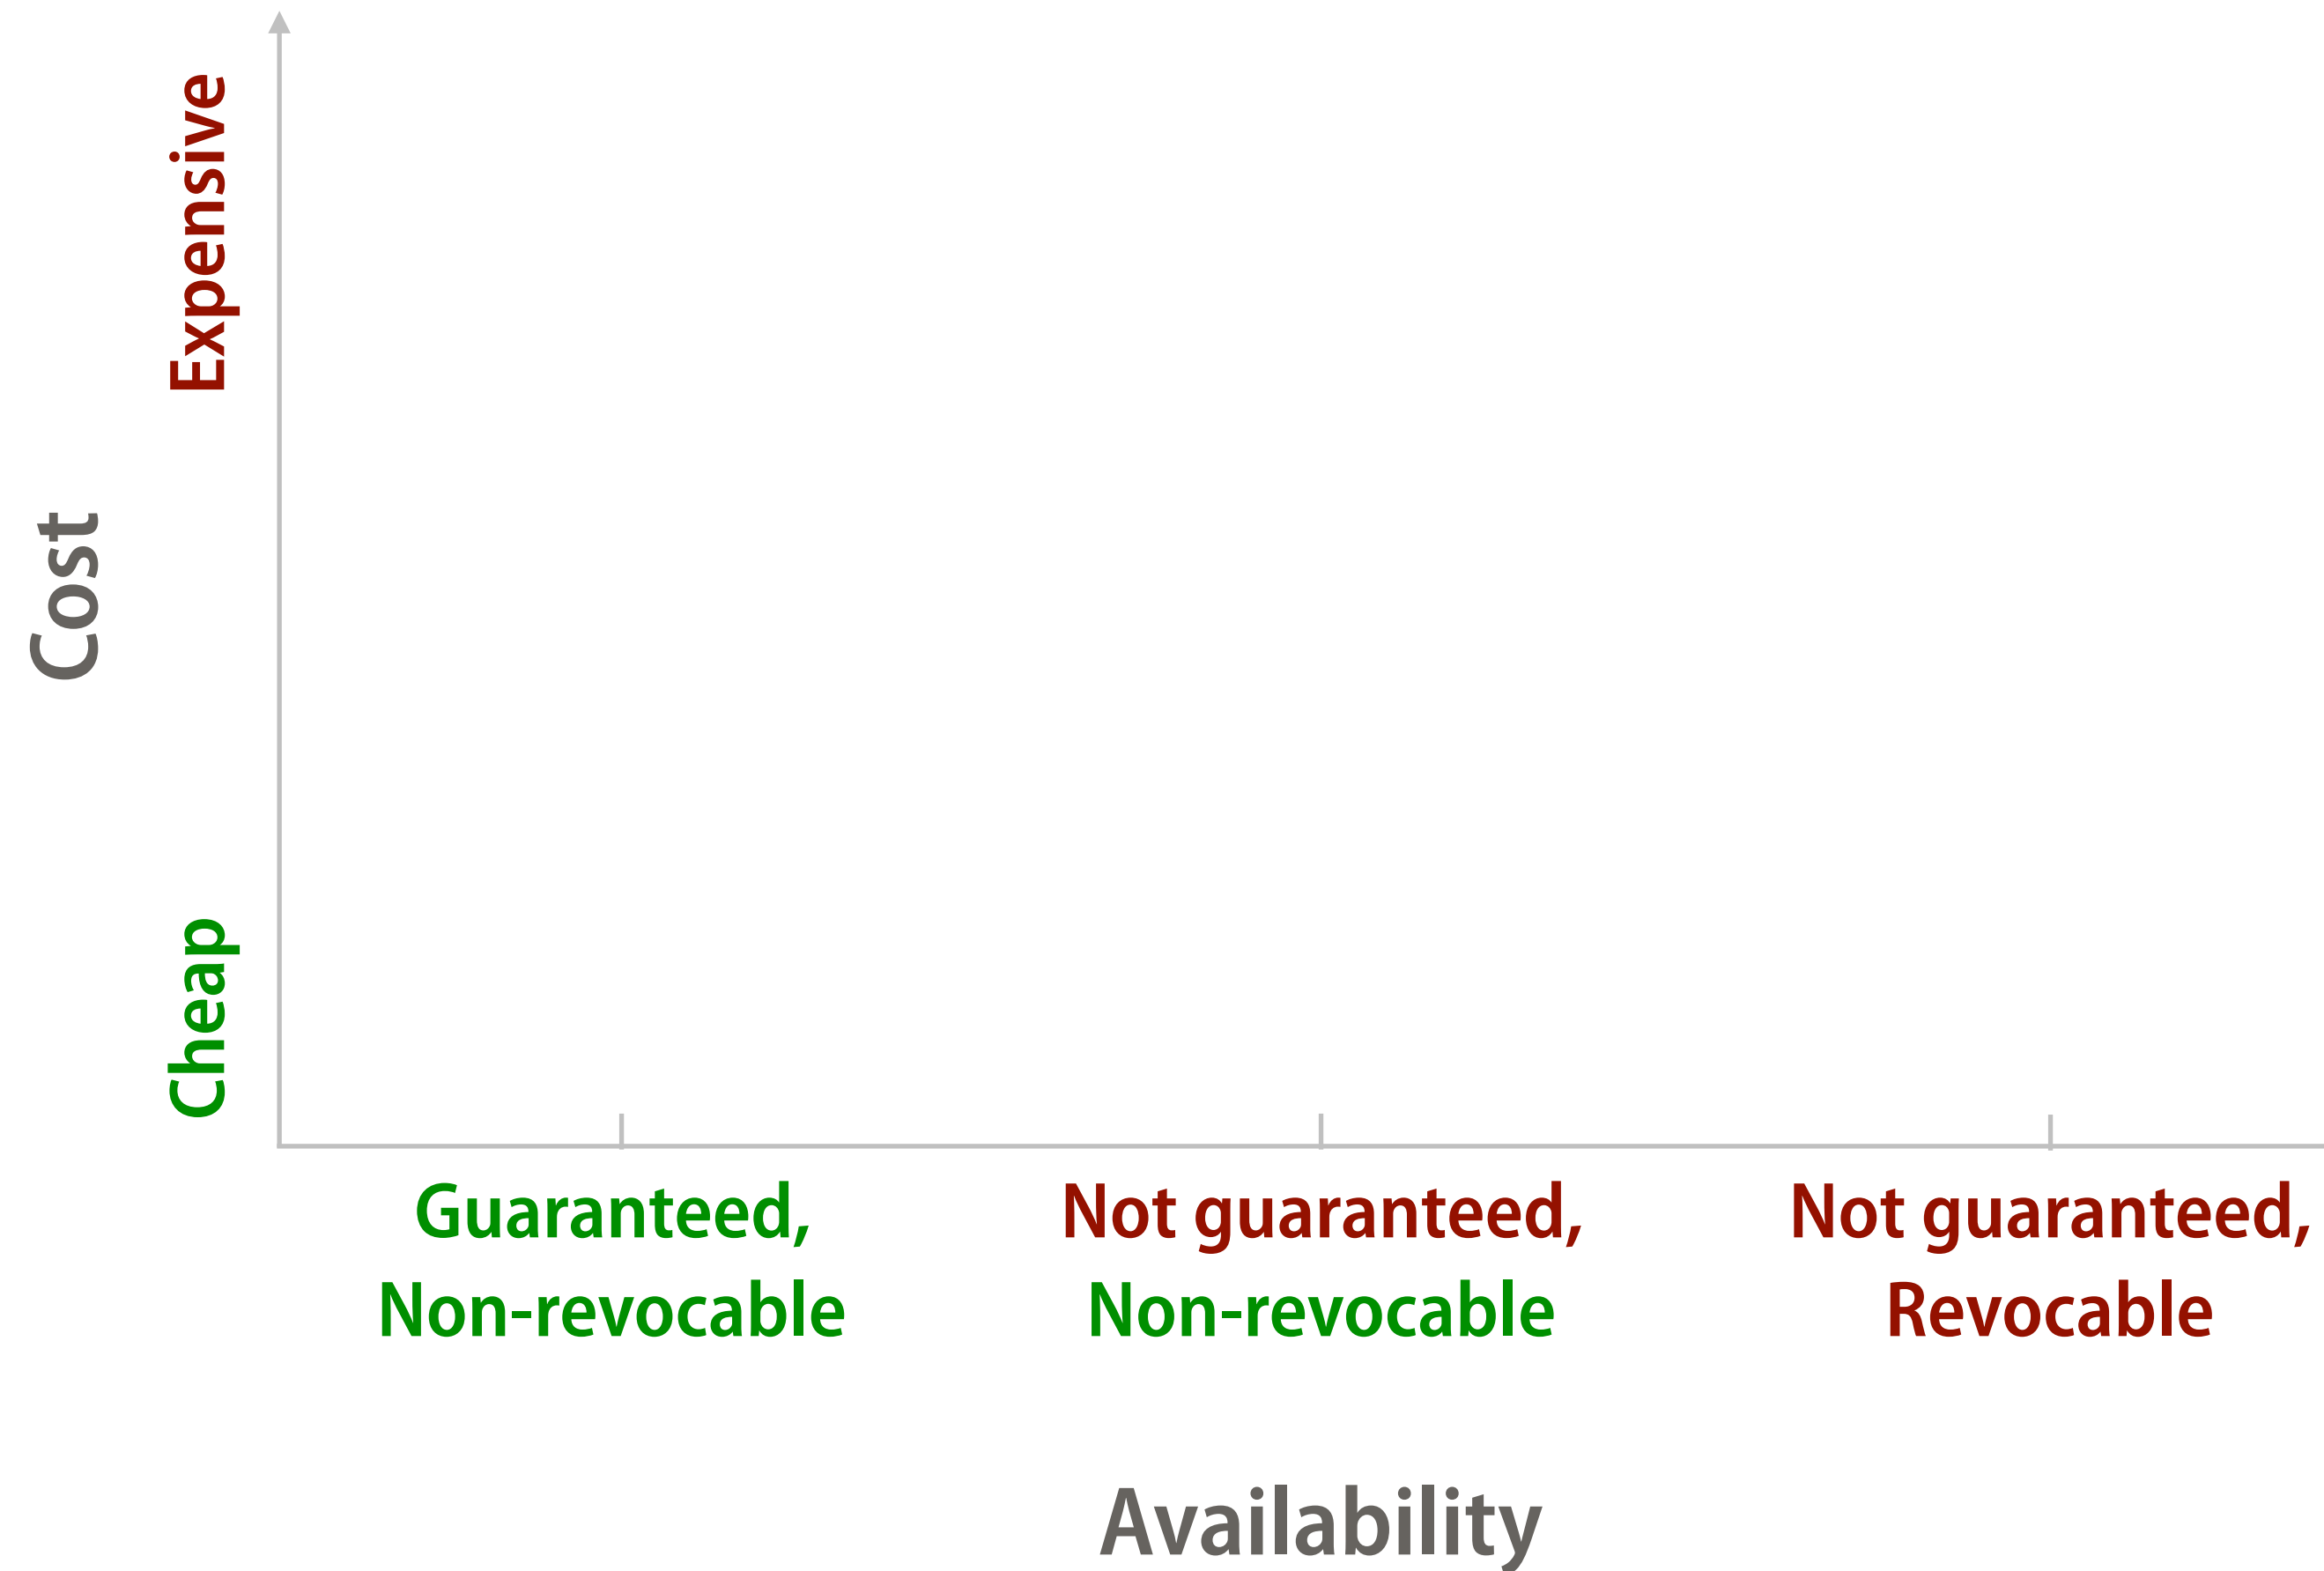 Expensive
Cost
Cheap
Guaranteed,
Non-revocable
Not guaranteed,
Non-revocable
Not guaranteed,
Revocable
Availability